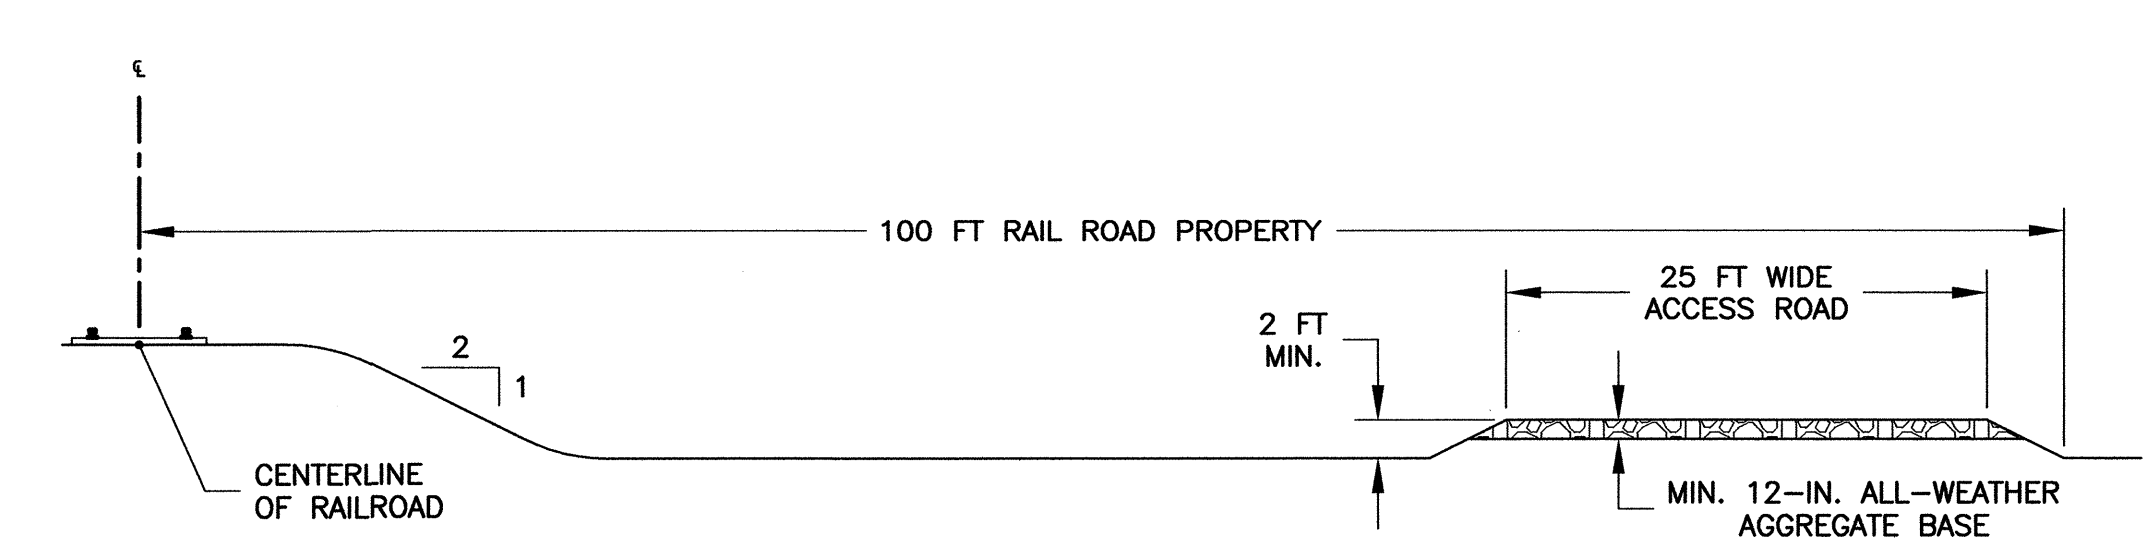 ℄
100 FT RAIL ROAD PROPERTY
25 FT WIDE
ACCESS ROAD
2 FT
MIN.
2
1
CENTERLINE
OF RAILROAD
MIN. 12-IN. ALL-WEATHER
AGGREGATE BASE